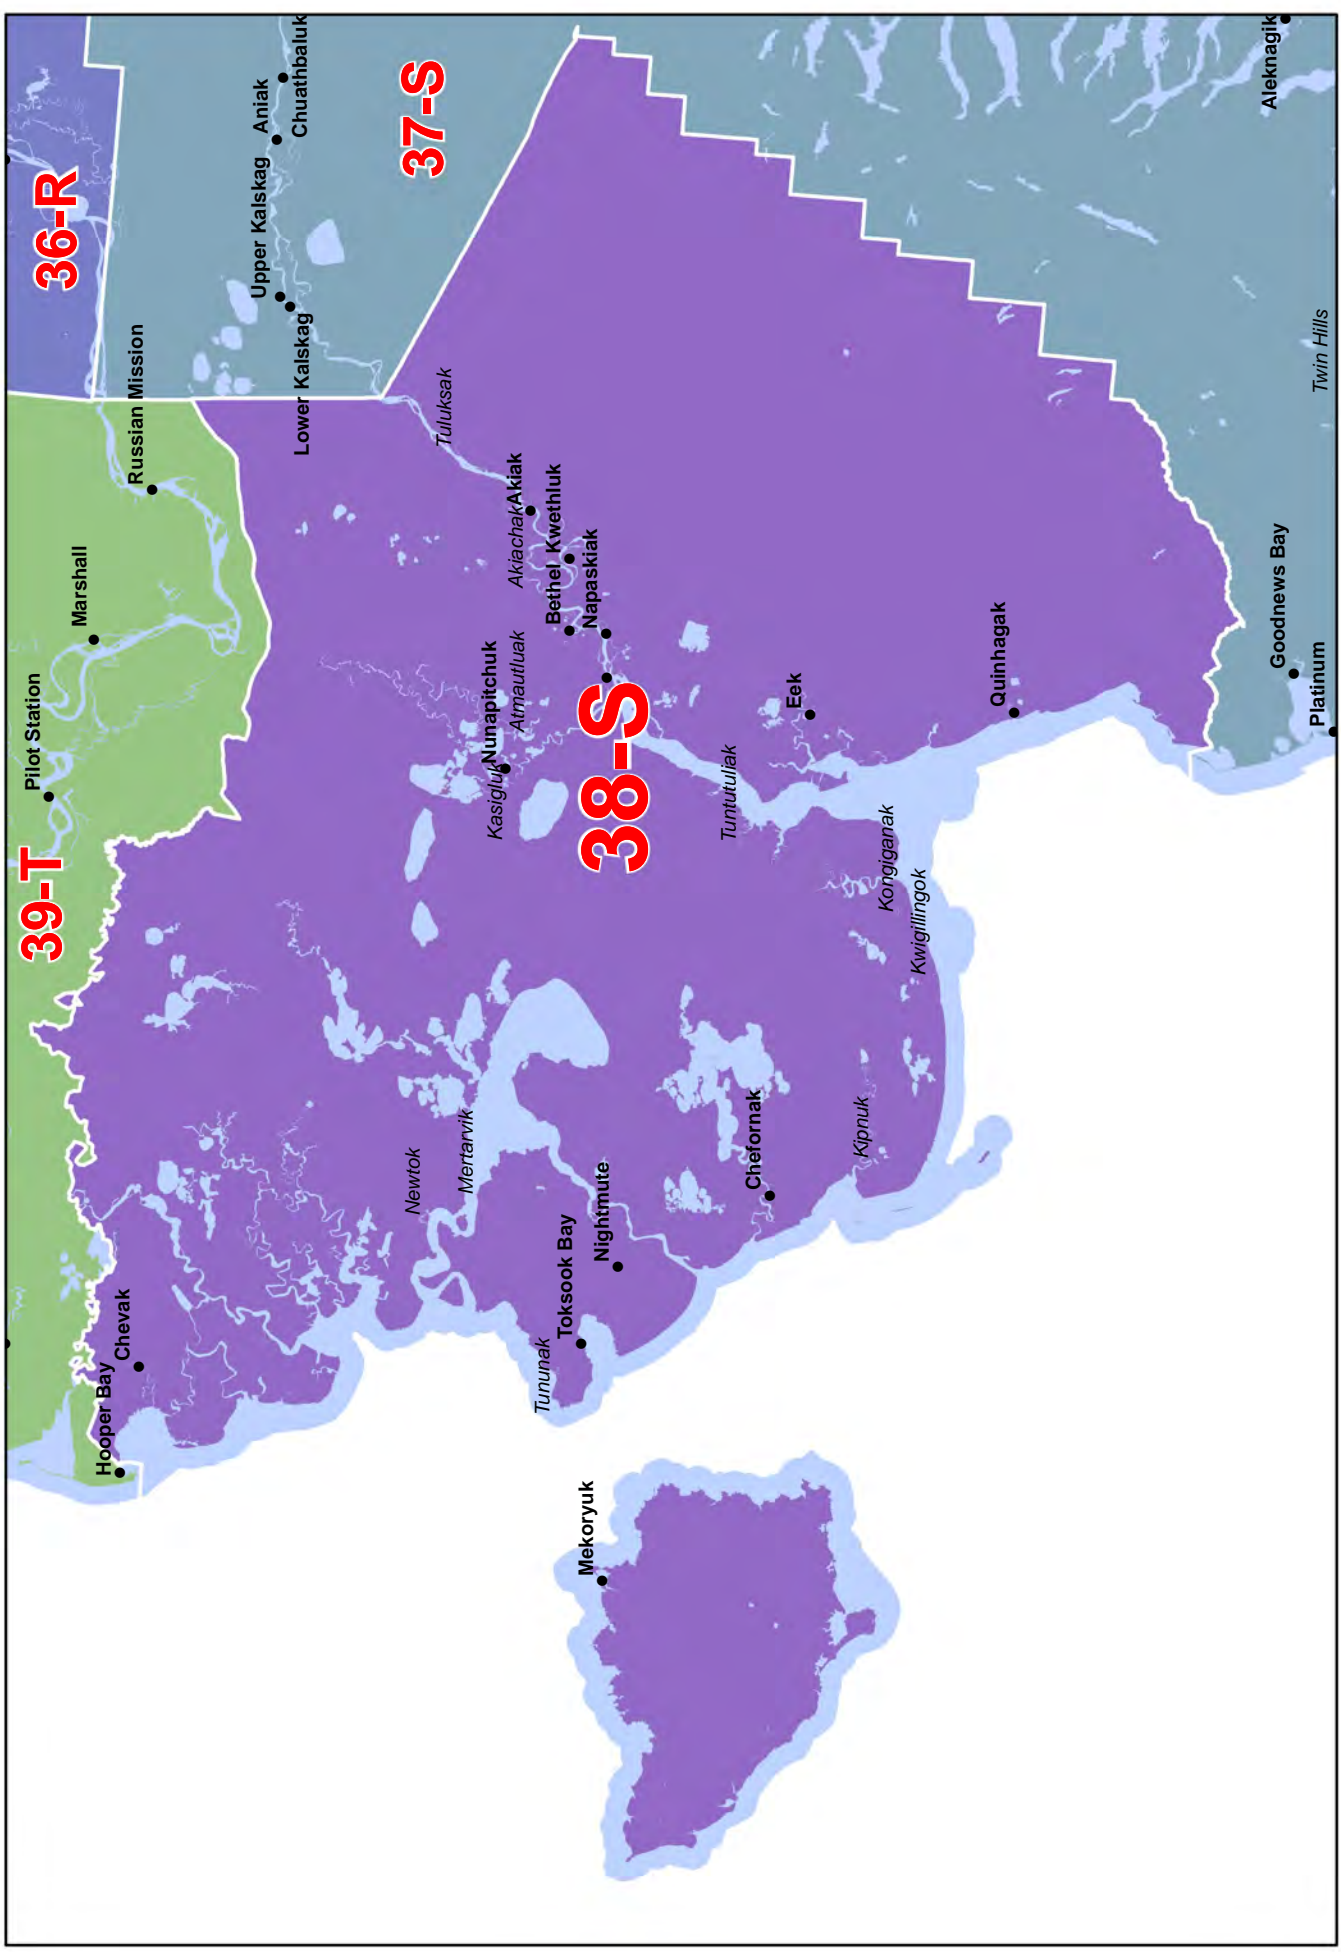 36-R
37-S
39-T
38-S
Chuathbaluk
Aniak
Upper Kalskag
Lower Kalskag
Russian Mission
Marshall
Pilot Station
Tuluksak
Akiak
Akiachak
Kwethluk
Bethel
Napaskiak
Nunapitchuk
Atmautluak
Kasigluk
Eek
Tuntutuliak
Quinhagak
Goodnews Bay
Platinum
Twin Hills
Aleknagik
Kongiganak
Kwigillingok
Kipnuk
Chefornak
Newtok
Mertarvik
Nightmute
Toksook Bay
Tununak
Chevak
Hooper Bay
Mekoryuk